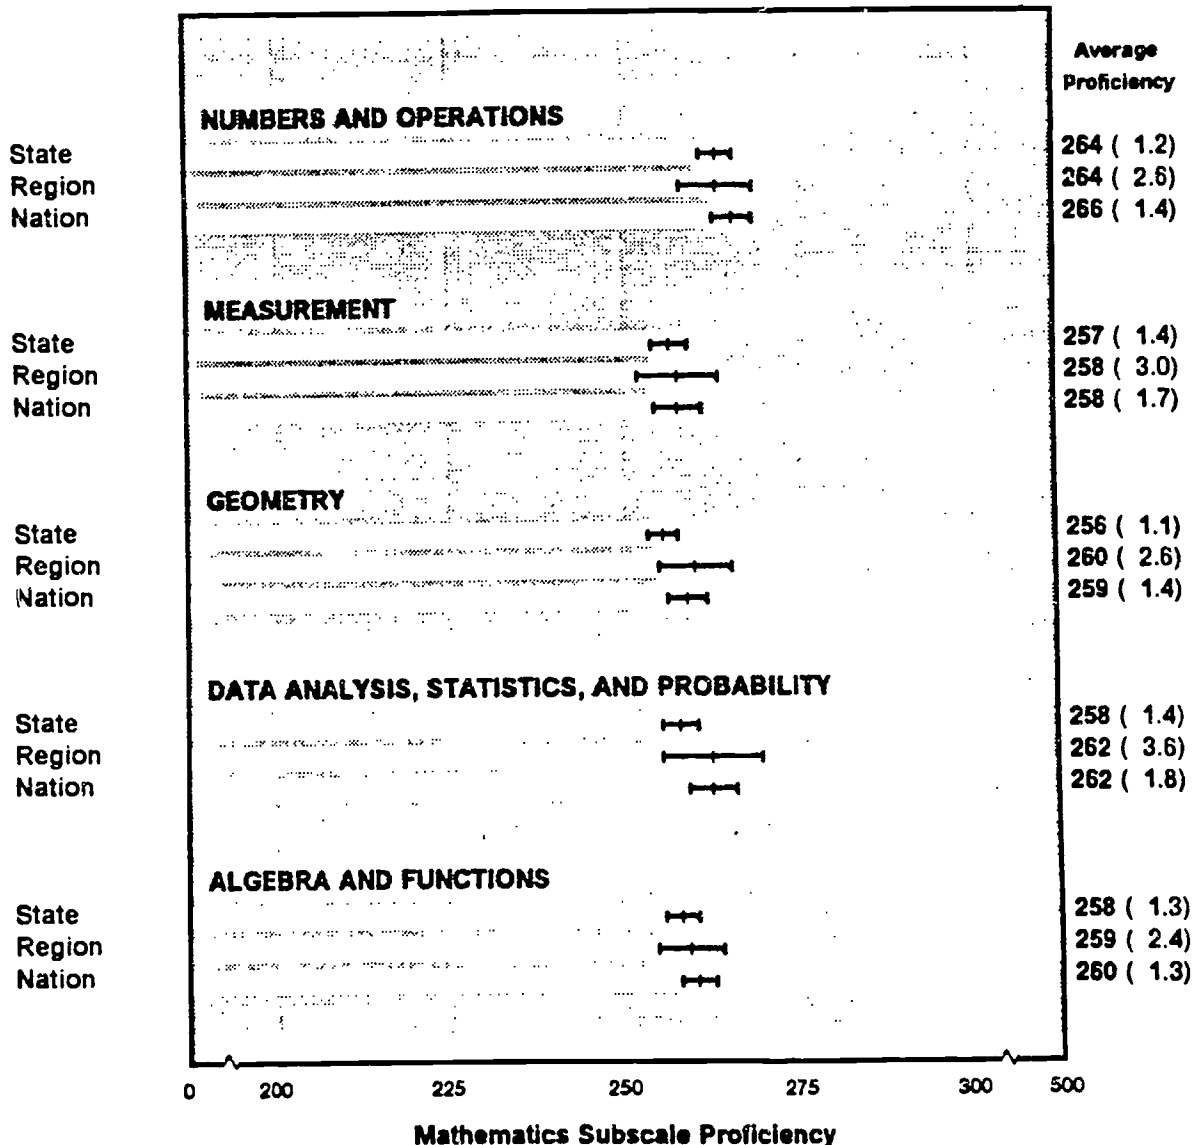 Average
Proficiency
NUMBERS AND OPERATIONS
State 264 ( 1.2)
Region 264 ( 2.6)
Nation 266 ( 1.4)
MEASUREMENT
State 257 ( 1.4)
Region 258 ( 3.0)
Nation 258 ( 1.7)
GEOMETRY
State 256 ( 1.1)
Region 260 ( 2.6)
Nation 259 ( 1.4)
DATA ANALYSIS, STATISTICS, AND PROBABILITY
State 258 ( 1.4)
Region 262 ( 3.6)
Nation 262 ( 1.8)
ALGEBRA AND FUNCTIONS
State 258 ( 1.3)
Region 259 ( 2.4)
Nation 260 ( 1.3)
0 200 225 250 275 300 500
Mathematics Subscale Proficiency